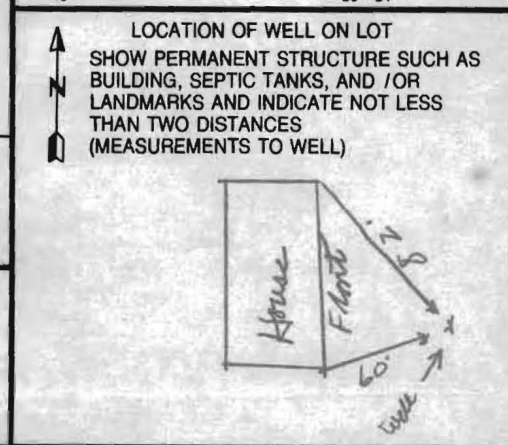 LOCATION OF WELL ON LOT
SHOW PERMANENT STRUCTURE SUCH AS
BUILDING, SEPTIC TANKS, AND / OR
LANDMARKS AND INDICATE NOT LESS
THAN TWO DISTANCES
(MEASUREMENTS TO WELL)
N
House
Front
60'
well